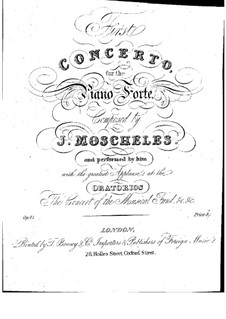 First
CONCERTO,
for the
Piano Forte,
Composed by
J. MOSCHELES.
and performed by him
with the greatest Applause at the
ORATORIOS
The Concert of the Musical Fund, &c. &c.
Op. 45. Price
LONDON,
Printed by T. Boosey & Co. Importers & Publishers of Foreign Music,
28, Holles Street, Oxford Street.